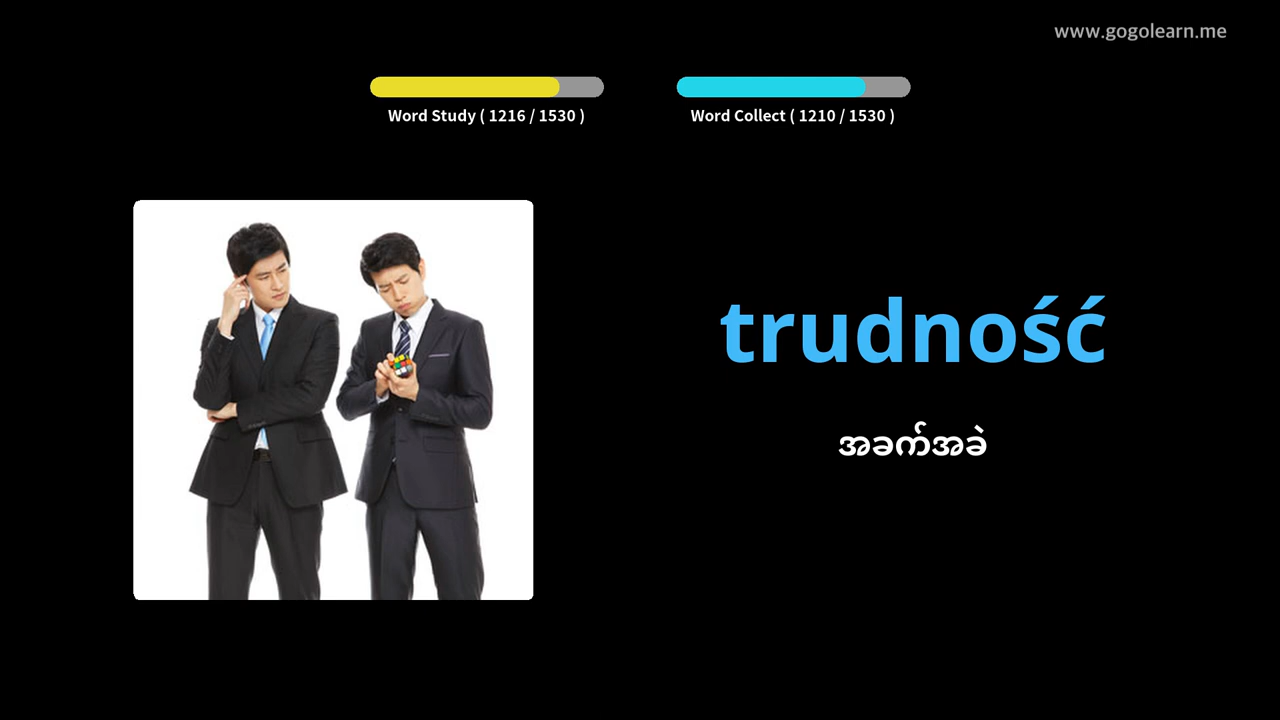 www.gogolearn.me
Word Study ( 1216 / 1530 )
Word Collect ( 1210 / 1530 )
trudność
အခက်အခဲ